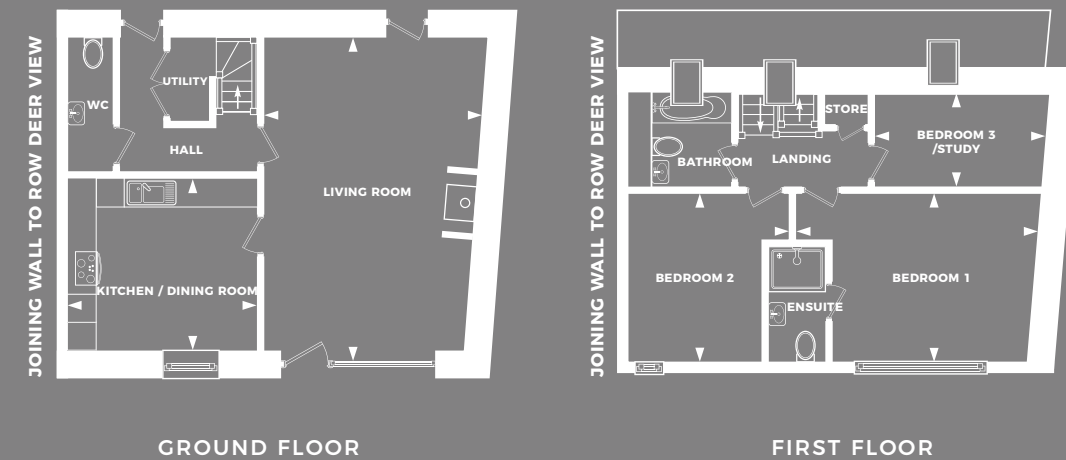 JOINING WALL TO ROW DEER VIEW
WC
UTILITY
HALL
LIVING ROOM
KITCHEN / DINING ROOM
GROUND FLOOR
JOINING WALL TO ROW DEER VIEW
STORE
BATHROOM
LANDING
BEDROOM 3
/STUDY
BEDROOM 2
ENSUITE
BEDROOM 1
FIRST FLOOR